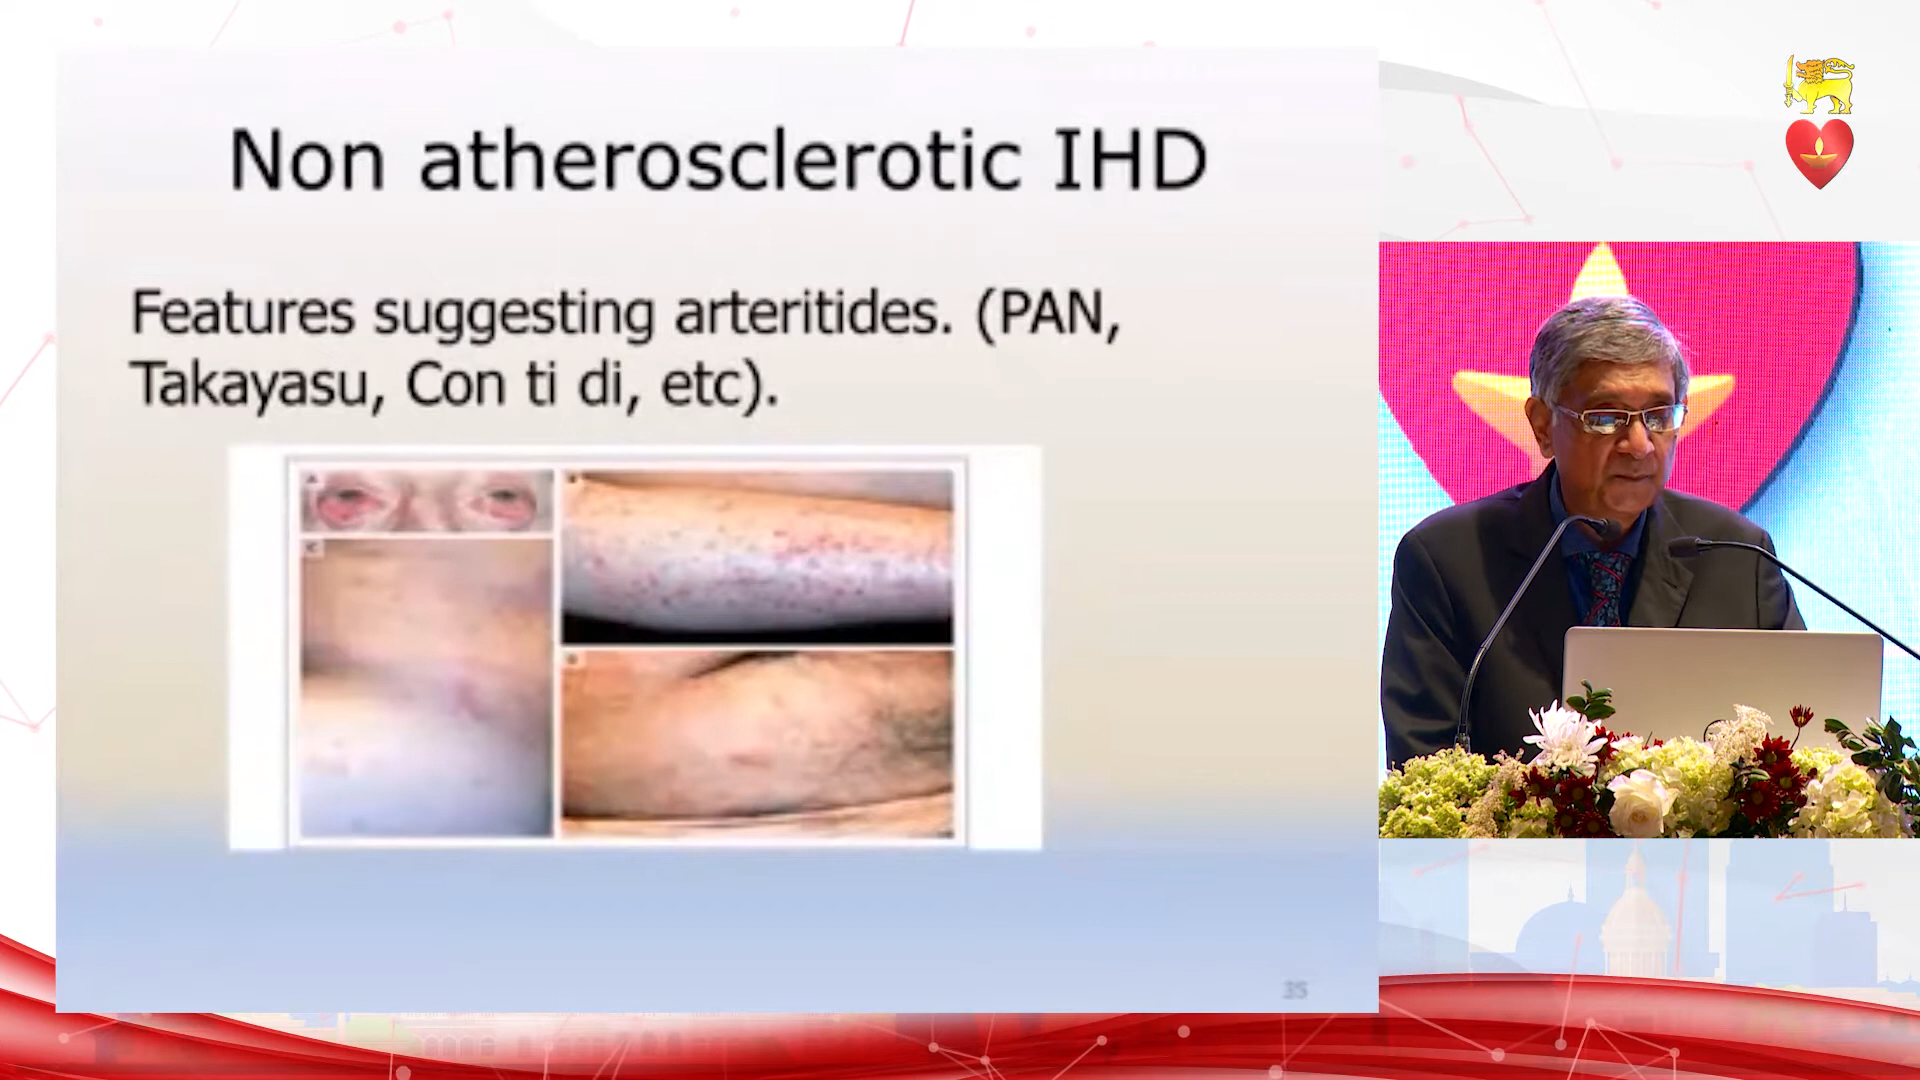 Non atherosclerotic IHD
Features suggesting arteritides. (PAN,
Takayasu, Con ti di, etc).
A
B
C
D
35